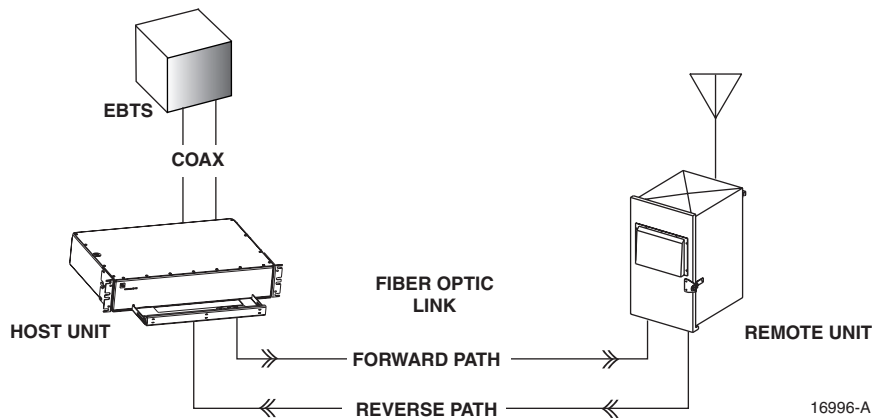 EBTS
COAX
FIBER OPTIC
LINK
HOST UNIT
REMOTE UNIT
FORWARD PATH
REVERSE PATH
16996-A